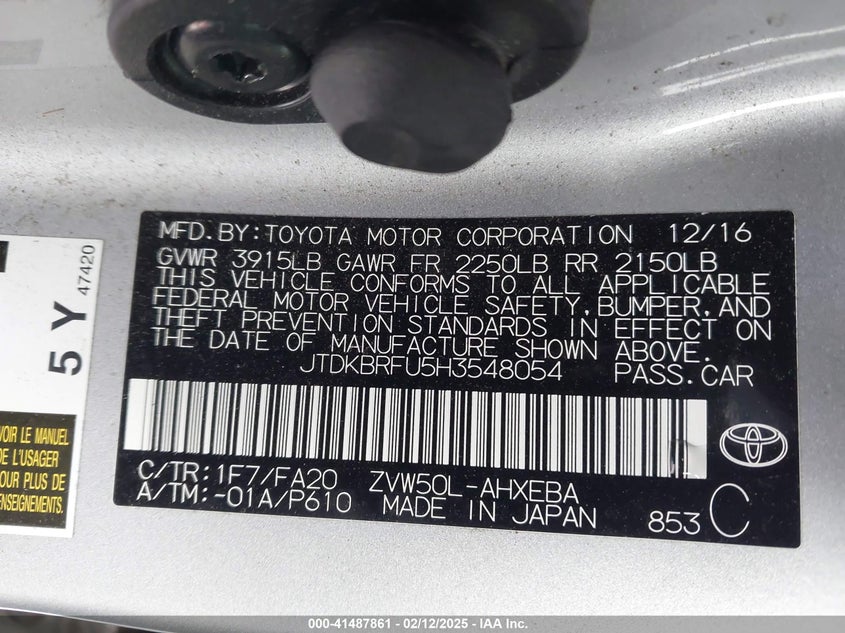 MFD.BY:TOYOTA MOTOR CORPORATION 12/16
GVWR 3915LB GAWR FR 2250LB RR 2150LB
THIS VEHICLE CONFORMS TO ALL APPLICABLE
FEDERAL MOTOR VEHICLE SAFETY,BUMPER,AND
THEFT PREVENTION STANDARDS IN EFFECT ON
THE DATE OF MANUFACTURE SHOWN ABOVE.
JTDKBRFU5H3548054 PASS.CAR
C/TR:1F7/FA20 ZVW50L-AHXEBA
A/TM:-01A/P610 MADE IN JAPAN 853 C
5 Y 47420
VOIR LE MANUEL
DE L'USAGER
POUR PLUS DE
RENSEIGNEMENTS
000-41487861 - 02/12/2025 - IAA Inc.